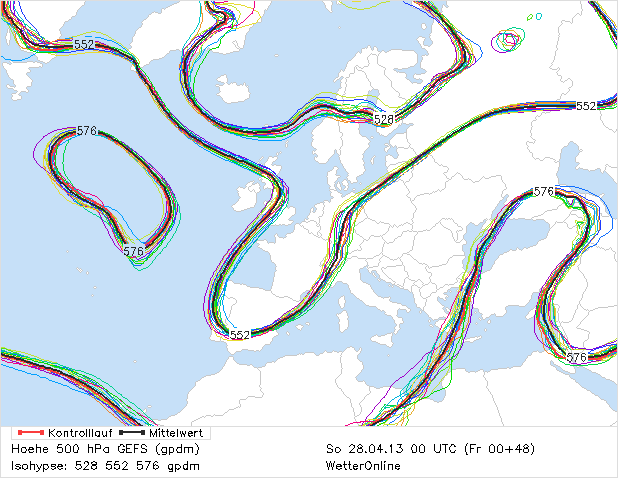 552
528
552
576
576
576
552
576
Kontrolllauf Mittelwert
Hoehe 500 hPa GEFS (gpdm) So 28.04.13 00 UTC (Fr 00+48)
Isohypse: 528 552 576 gpdm WetterOnline